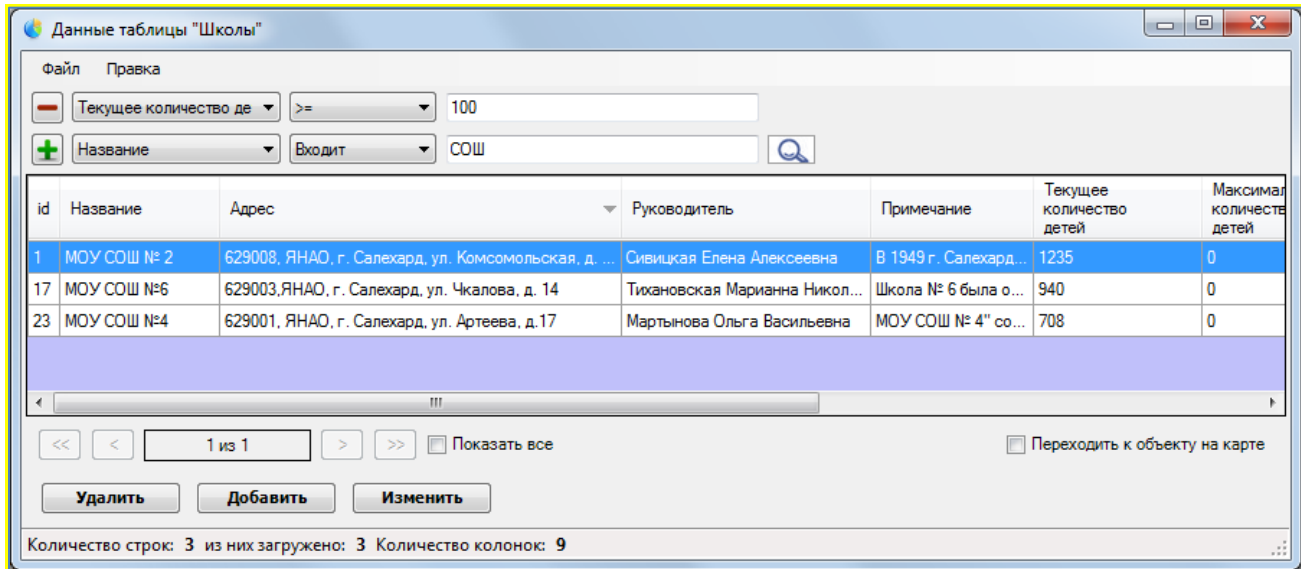 Данные таблицы "Школы"
Файл Правка
Текущее количество де >= 100
Название Входит СОШ
id Название Адрес Руководитель Примечание Текущее количество детей Максимал количеств детей
1 МОУ СОШ № 2 629008, ЯНАО, г. Салехард, ул. Комсомольская, д. ... Сивицкая Елена Алексеевна В 1949 г. Салехард... 1235 0
17 МОУ СОШ №6 629003,ЯНАО, г. Салехард, ул. Чкалова, д. 14 Тихановская Марианна Никол... Школа № 6 была о... 940 0
23 МОУ СОШ №4 629001, ЯНАО, г. Салехард, ул. Артеева, д.17 Мартынова Ольга Васильевна МОУ СОШ № 4" со... 708 0
<< < 1 из 1 > >> Показать все Переходить к объекту на карте
Удалить Добавить Изменить
Количество строк: 3 из них загружено: 3 Количество колонок: 9